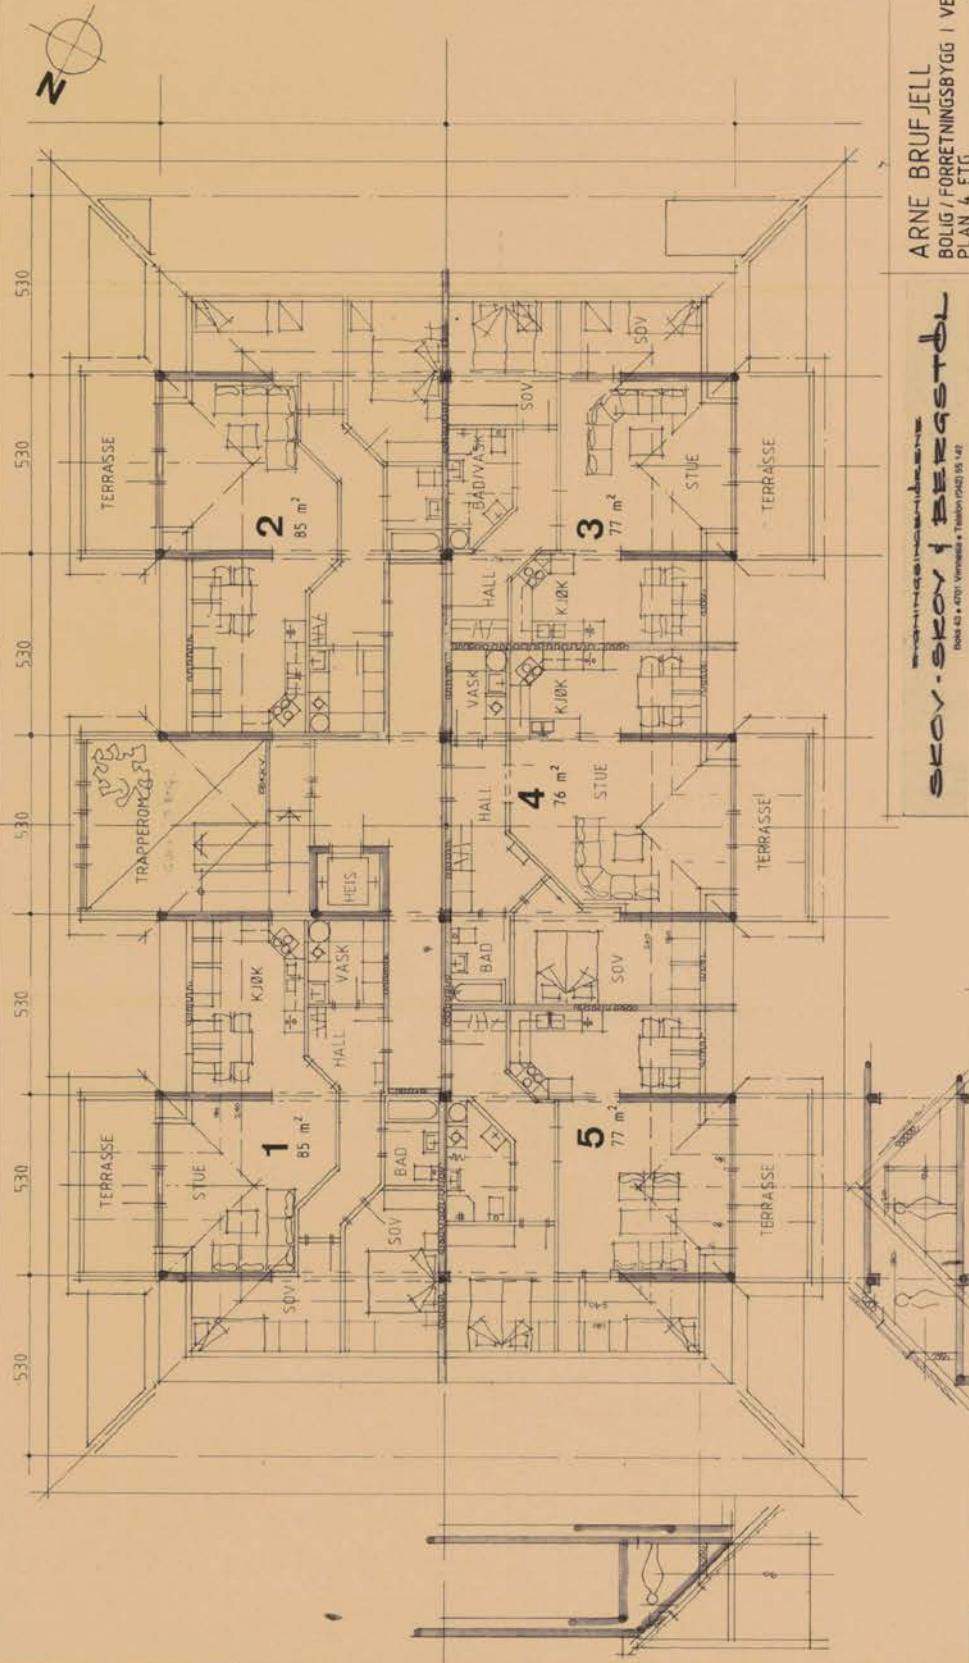 N
530
530
530
530
530
530
530
TERRASSE
TRAPPEROM
TERRASSE
STUE
1
85 m²
KJØK
HALL
VASK
HEIS
2
85 m²
SOV
SOV
BAD
BAD/VASK
SOV
SOV
HALL
KJØK
3
77 m²
STUE
TERRASSE
VASK
KJØK
HALL
4
76 m²
STUE
TERRASSE
BAD
SOV
5
77 m²
TERRASSE
ARNE BRUFJELL
BOLIG / FORRETNINGSBYGG I VE
PLAN 4. ETG
SKOV-SKOV & BERGSTØL